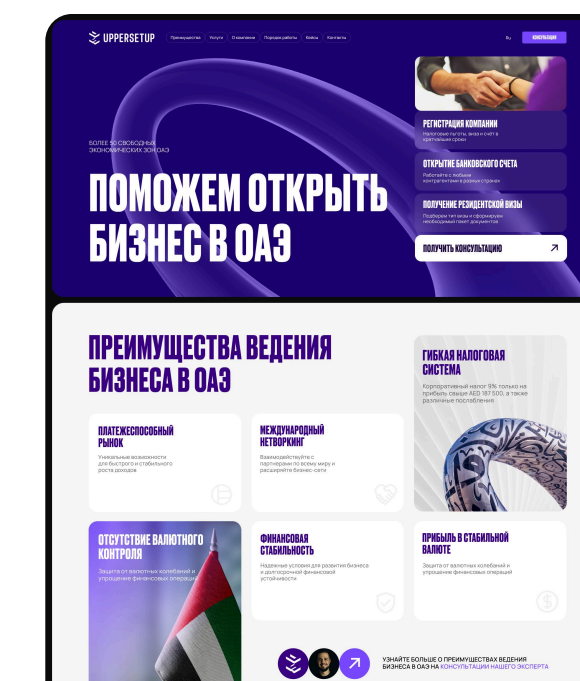 UPPERSETUP
Преимущества
Услуги
О компании
Порядок работы
Кейсы
Контакты
Ru
КОНСУЛЬТАЦИЯ
БОЛЕЕ 50 СВОБОДНЫХ
ЭКОНОМИЧЕСКИХ ЗОН ОАЭ
ПОМОЖЕМ ОТКРЫТЬ
БИЗНЕС В ОАЭ
РЕГИСТРАЦИЯ КОМПАНИИ
Налоговые льготы, виза и счёт в
кратчайшие сроки
ОТКРЫТИЕ БАНКОВСКОГО СЧЕТА
Работайте с любыми
контрагентами в разных странах
ПОЛУЧЕНИЕ РЕЗИДЕНТСКОЙ ВИЗЫ
Подберем тип визы и сформируем
необходимый пакет документов
ПОЛУЧИТЬ КОНСУЛЬТАЦИЮ
ПРЕИМУЩЕСТВА ВЕДЕНИЯ
БИЗНЕСА В ОАЭ
ГИБКАЯ НАЛОГОВАЯ
СИСТЕМА
Корпоративный налог 9% только на
прибыль свыше AED 187 500, а также
различные послабления
ПЛАТЕЖЕСПОСОБНЫЙ
РЫНОК
Уникальные возможности
для быстрого и стабильного
роста доходов
МЕЖДУНАРОДНЫЙ
НЕТВОРКИНГ
Взаимодействуйте с
партнёрами по всему миру и
расширяйте бизнес-сети
ОТСУТСТВИЕ ВАЛЮТНОГО
КОНТРОЛЯ
Защита от валютных колебаний и
упрощение финансовых операций
ФИНАНСОВАЯ
СТАБИЛЬНОСТЬ
Надежные условия для развития бизнеса
и долгосрочной финансовой
устойчивости
ПРИБЫЛЬ В СТАБИЛЬНОЙ
ВАЛЮТЕ
Защита от валютных колебаний и
упрощение финансовых операций
УЗНАЙТЕ БОЛЬШЕ О ПРЕИМУЩЕСТВАХ ВЕДЕНИЯ
БИЗНЕСА В ОАЭ НА КОНСУЛЬТАЦИИ НАШЕГО ЭКСПЕРТА